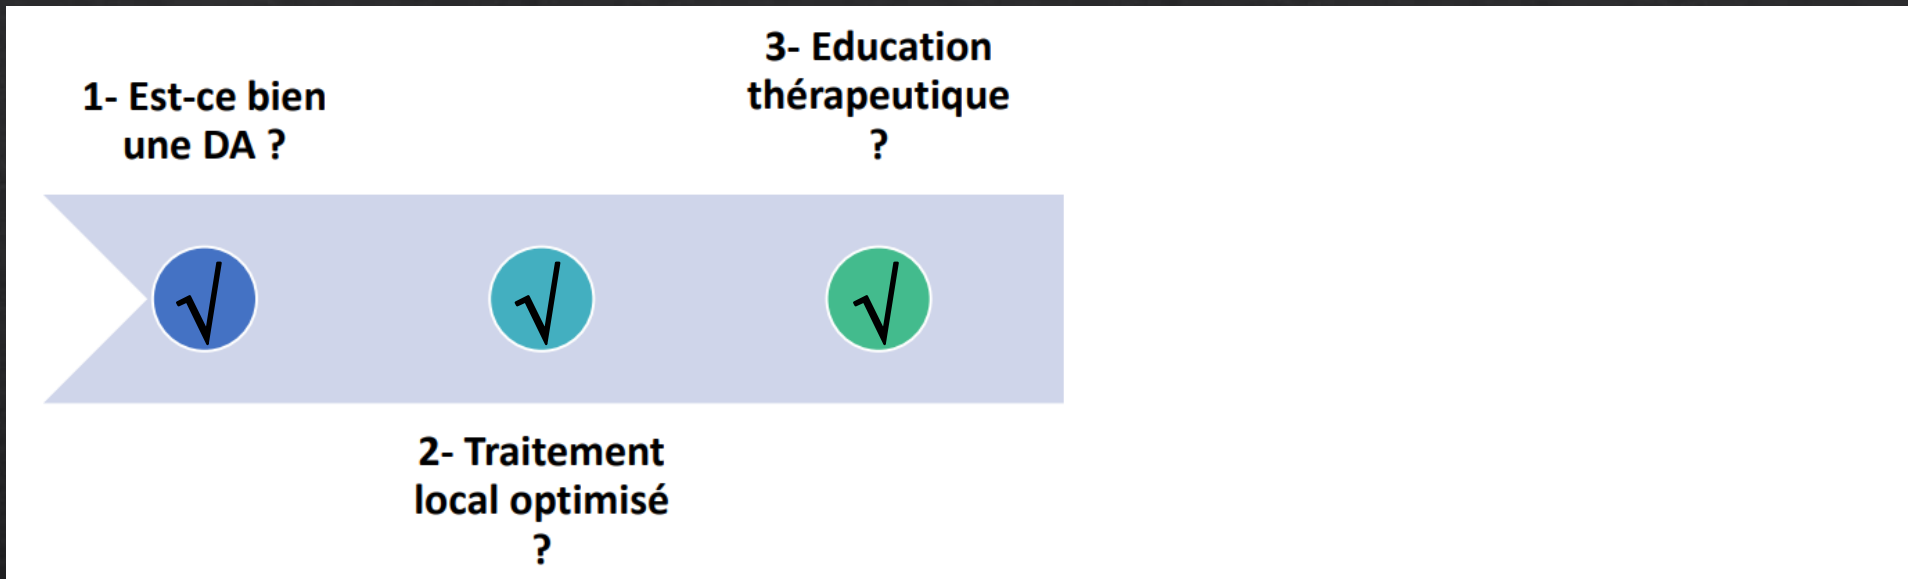 1- Est-ce bien
une DA ?
2- Traitement
local optimisé
?
3- Education
thérapeutique
?